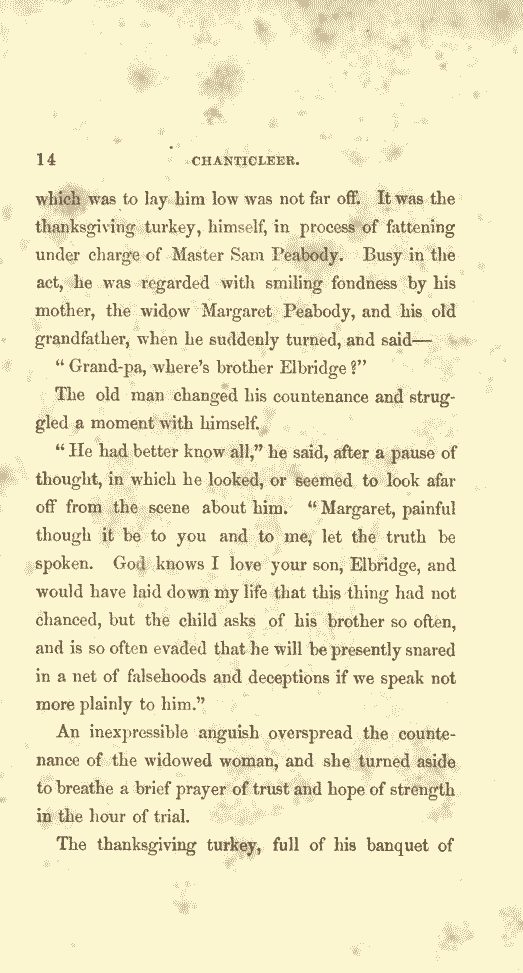 14 CHANTICLEER.
which was to lay him low was not far off. It was the
thanksgiving turkey, himself, in process of fattening
under charge of Master Sam Peabody. Busy in the
act, he was regarded with smiling fondness by his
mother, the widow Margaret Peabody, and his old
grandfather, when he suddenly turned, and said—
“ Grand-pa, where's brother Elbridge ?”
The old man changed his countenance and strug-
gled a moment with himself.
“ He had better know all,” he said, after a pause of
thought, in which he looked, or seemed to look afar
off from the scene about him. “ Margaret, painful
though it be to you and to me, let the truth be
spoken. God knows I love your son, Elbridge, and
would have laid down my life that this thing had not
chanced, but the child asks of his brother so often,
and is so often evaded that he will be presently snared
in a net of falsehoods and deceptions if we speak not
more plainly to him.”
An inexpressible anguish overspread the counte-
nance of the widowed woman, and she turned aside
to breathe a brief prayer of trust and hope of strength
in the hour of trial.
The thanksgiving turkey, full of his banquet of